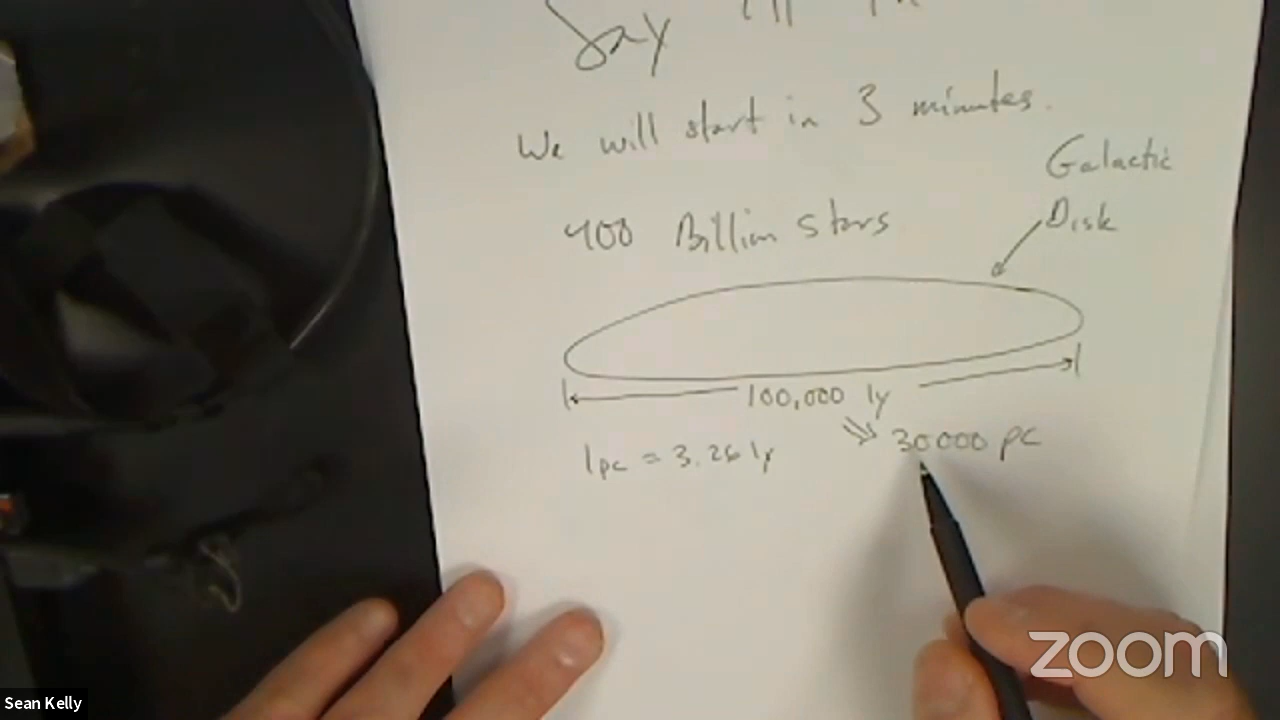 Say
We will start in 3 minutes.
Galactic
Disk
400 Billion stars
100,000 ly
1pc = 3.26 ly
30000 pc
zoom
Sean Kelly